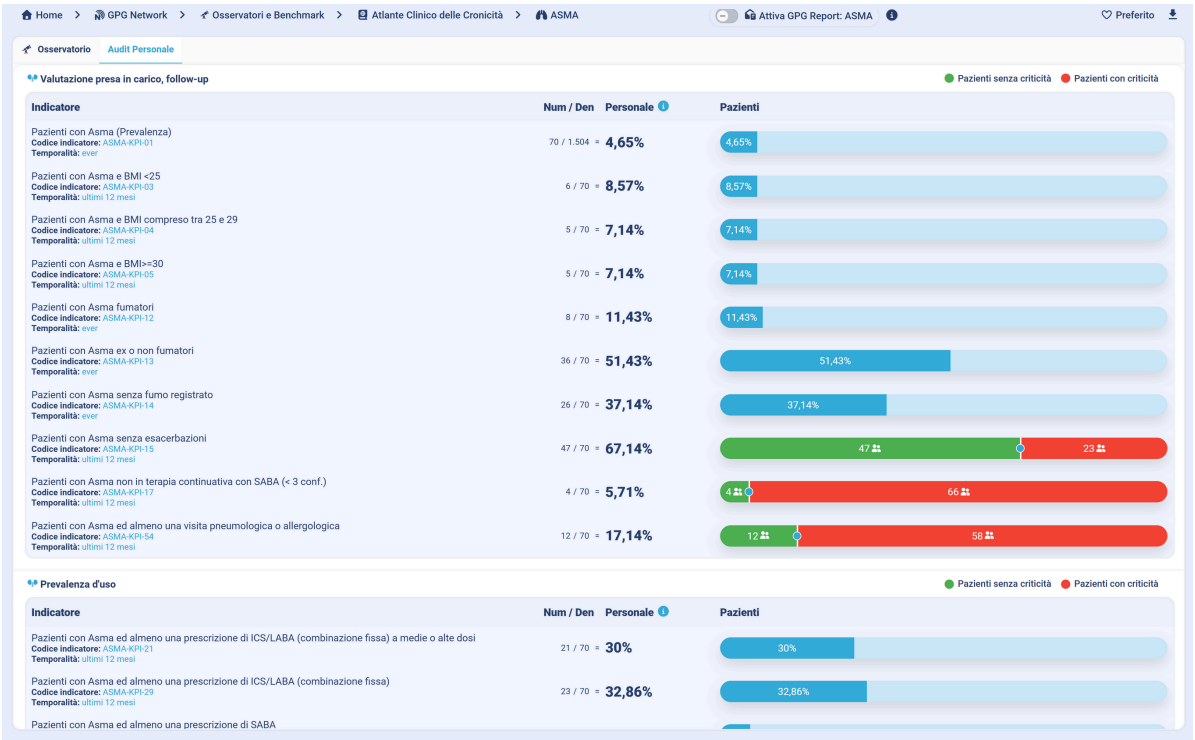 Home > GPG Network > Osservatori e Benchmark > Atlante Clinico delle Cronicità > ASMA Attiva GPG Report: ASMA i Preferito
Osservatorio Audit Personale
Valutazione presa in carico, follow-up Pazienti senza criticità Pazienti con criticità
Indicatore Num / Den Personale i Pazienti
Pazienti con Asma (Prevalenza)
Codice indicatore: ASMA-KPI-01
Temporalità: ever
70 / 1.504 = 4,65% 4,65%
Pazienti con Asma e BMI <25
Codice indicatore: ASMA-KPI-03
Temporalità: ultimi 12 mesi
6 / 70 = 8,57% 8,57%
Pazienti con Asma e BMI compreso tra 25 e 29
Codice indicatore: ASMA-KPI-04
Temporalità: ultimi 12 mesi
5 / 70 = 7,14% 7,14%
Pazienti con Asma e BMI>=30
Codice indicatore: ASMA-KPI-05
Temporalità: ultimi 12 mesi
5 / 70 = 7,14% 7,14%
Pazienti con Asma fumatori
Codice indicatore: ASMA-KPI-12
Temporalità: ever
8 / 70 = 11,43% 11,43%
Pazienti con Asma ex o non fumatori
Codice indicatore: ASMA-KPI-13
Temporalità: ever
36 / 70 = 51,43% 51,43%
Pazienti con Asma senza fumo registrato
Codice indicatore: ASMA-KPI-14
Temporalità: ever
26 / 70 = 37,14% 37,14%
Pazienti con Asma senza esacerbazioni
Codice indicatore: ASMA-KPI-15
Temporalità: ultimi 12 mesi
47 / 70 = 67,14% 47 23
Pazienti con Asma non in terapia continuativa con SABA (< 3 conf.)
Codice indicatore: ASMA-KPI-17
Temporalità: ultimi 12 mesi
4 / 70 = 5,71% 4 66
Pazienti con Asma ed almeno una visita pneumologica o allergologica
Codice indicatore: ASMA-KPI-54
Temporalità: ultimi 12 mesi
12 / 70 = 17,14% 12 58
Prevalenza d'uso Pazienti senza criticità Pazienti con criticità
Indicatore Num / Den Personale i Pazienti
Pazienti con Asma ed almeno una prescrizione di ICS/LABA (combinazione fissa) a medie o alte dosi
Codice indicatore: ASMA-KPI-21
Temporalità: ultimi 12 mesi
21 / 70 = 30% 30%
Pazienti con Asma ed almeno una prescrizione di ICS/LABA (combinazione fissa)
Codice indicatore: ASMA-KPI-29
Temporalità: ultimi 12 mesi
23 / 70 = 32,86% 32,86%
Pazienti con Asma ed almeno una prescrizione di SABA